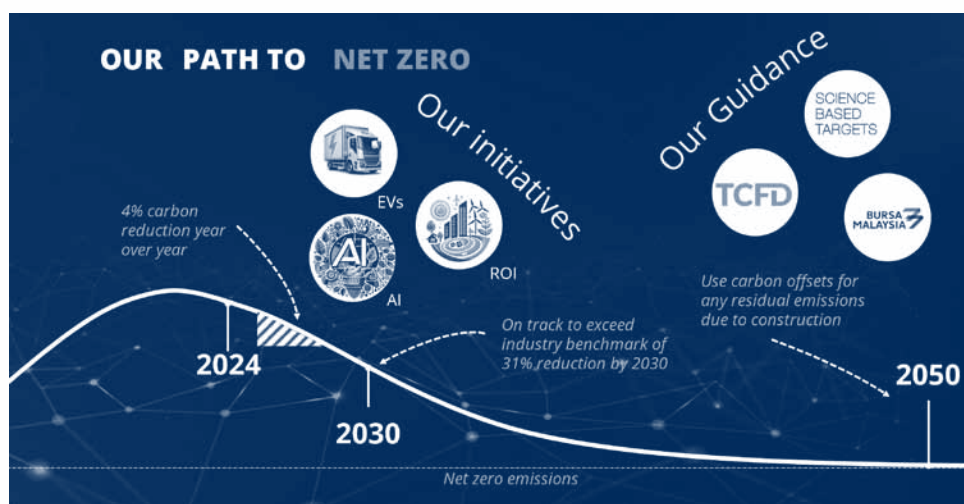 OUR PATH TO NET ZERO
Our initiatives
EVs
AI
AI
ROI
Our Guidance
SCIENCE
BASED
TARGETS
TCFD
BURSA
MALAYSIA
4% carbon
reduction year
over year
2024
On track to exceed
industry benchmark of
31% reduction by 2030
2030
Use carbon offsets for
any residual emissions
due to construction
2050
Net zero emissions